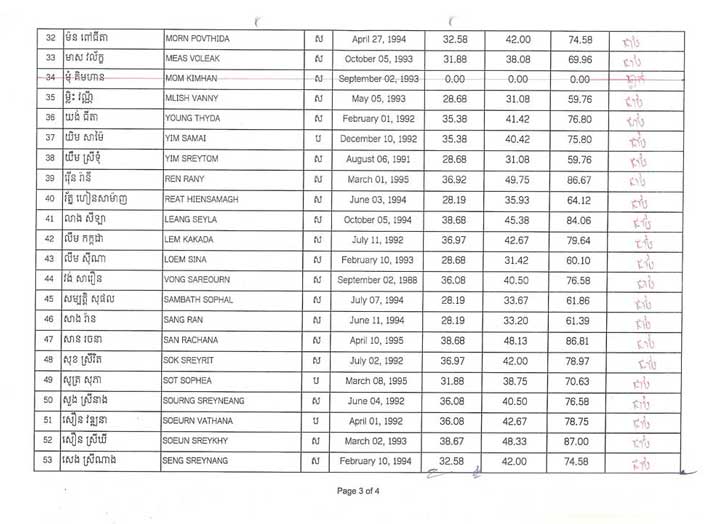 32 ម៉ន ពៅធីតា MORN POVTHIDA ស April 27, 1994 32.58 42.00 74.58 ជាប់
33 មាស វល័ក្ខ MEAS VOLEAK ស October 05, 1993 31.88 38.08 69.96 ជាប់
34 ម៉ុ គិមហាន MOM KIMHAN ស September 02, 1993 0.00 0.00 0.00 ធ្លាក់
35 ម្លិះ វណ្ណី MLISH VANNY ស May 05, 1993 28.68 31.08 59.76 ជាប់
36 យង់ ធីតា YOUNG THYDA ស February 01, 1992 35.38 41.42 76.80 ជាប់
37 យិម សាម៉ៃ YIM SAMAI ប December 10, 1992 35.38 40.42 75.80 ជាប់
38 យឹម ស្រីទុំ YIM SREYTOM ស August 06, 1991 28.68 31.08 59.76 ជាប់
39 រ៉ើន រ៉ានី REN RANY ស March 01, 1995 36.92 49.75 86.67 ជាប់
40 រ័ត្ន ហៀនសាម៉ាញ REAT HIENSAMAGH ស June 03, 1994 28.19 35.93 64.12 ជាប់
41 លាង សីឡា LEANG SEYLA ស October 05, 1994 38.68 45.38 84.06 ជាប់
42 លឹម កក្កដា LEM KAKADA ស July 11, 1992 36.97 42.67 79.64 ជាប់
43 លឹម ស៊ីណា LOEM SINA ស February 10, 1993 28.68 31.42 60.10 ជាប់
44 វង់ សារឿន VONG SAREOURN ស September 02, 1988 36.08 40.50 76.58 ជាប់
45 សម្បត្តិ សុផល SAMBATH SOPHAL ស July 07, 1994 28.19 33.67 61.86 ជាប់
46 សាង រ៉ាន SANG RAN ស June 11, 1994 28.19 33.20 61.39 ជាប់
47 សាន រចនា SAN RACHANA ស April 10, 1995 38.68 48.13 86.81 ជាប់
48 សុខ ស្រីរិត SOK SREYRIT ស July 02, 1992 36.97 42.00 78.97 ជាប់
49 សូត្រ សុភា SOT SOPHEA ប March 08, 1995 31.88 38.75 70.63 ជាប់
50 សួង ស្រីនាង SOURNG SREYNEANG ស June 04, 1992 36.08 40.50 76.58 ជាប់
51 សឿន វឌ្ឍនា SOEURN VATHANA ប April 01, 1992 36.08 42.67 78.75 ជាប់
52 សឿន ស្រីឃី SOEUN SREYKHY ស March 02, 1993 38.67 48.33 87.00 ជាប់
53 សេង ស្រីណាង SENG SREYNANG ស February 10, 1994 32.58 42.00 74.58 ជាប់
Page 3 of 4